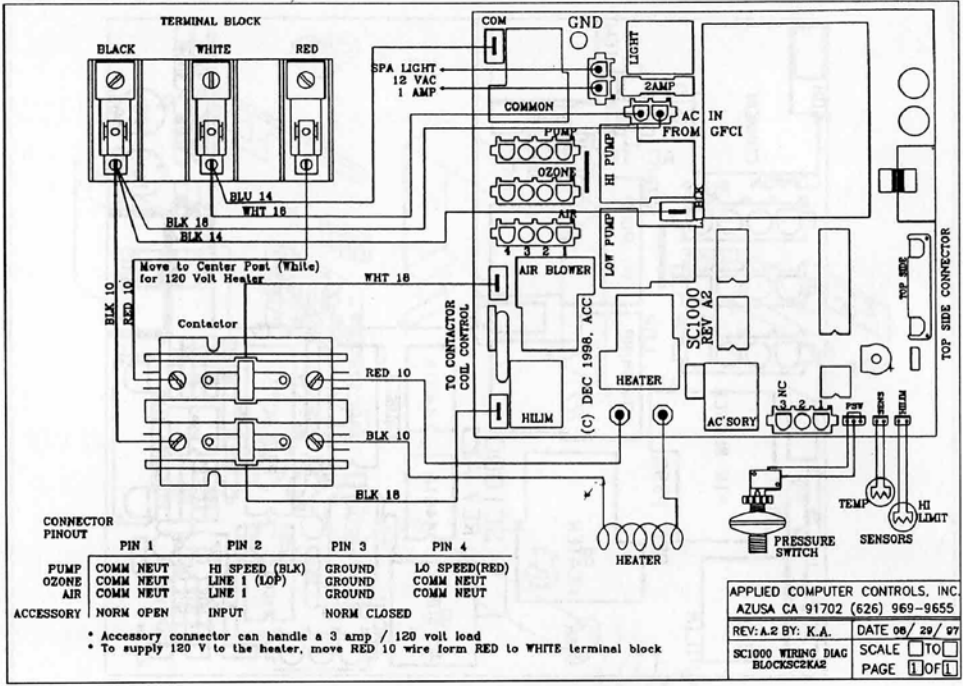 TERMINAL BLOCK
BLACK WHITE RED
COM
GND
LIGHT
SPA LIGHT
12 VAC
1 AMP
2AMP
COMMON
AC IN
FROM GFCI
PUMP
OZONE
AIR
4 3 2 1
HI PUMP
LOW PUMP
BLK
BLU 14
WHT 18
BLK 18
BLK 14
Move to Center Post (White)
for 120 Volt Heater
WHT 18
BLK 10
RED 10
Contactor
TO CONTACTOR
COIL CONTROL
AIR BLOWER
(C) DEC 1998, ACC
SC1000
REV A2
TOP SIDE
TOP SIDE CONNECTOR
RED 10
HEATER
HILIM
AC'SORY
NC
3 2 1
PSW
SENS
HILIM
BLK 10
BLK 18
HEATER
PRESSURE
SWITCH
TEMP
HI
LIMIT
SENSORS
CONNECTOR
PINOUT
PIN 1 PIN 2 PIN 3 PIN 4
PUMP COMM NEUT HI SPEED (BLK) GROUND LO SPEED(RED)
OZONE COMM NEUT LINE 1 (LOP) GROUND COMM NEUT
AIR COMM NEUT LINE 1 GROUND COMM NEUT
ACCESSORY NORM OPEN INPUT NORM CLOSED
* Accessory connector can handle a 3 amp / 120 volt load
* To supply 120 V to the heater, move RED 10 wire form RED to WHITE terminal block
APPLIED COMPUTER CONTROLS, INC.
AZUSA CA 91702 (626) 969-9655
REV: A.2 BY: K.A. DATE 08/ 29/ 97
SC1000 WIRING DIAG
BLOCKSC2KA2
SCALE TO
PAGE 1 OF 1